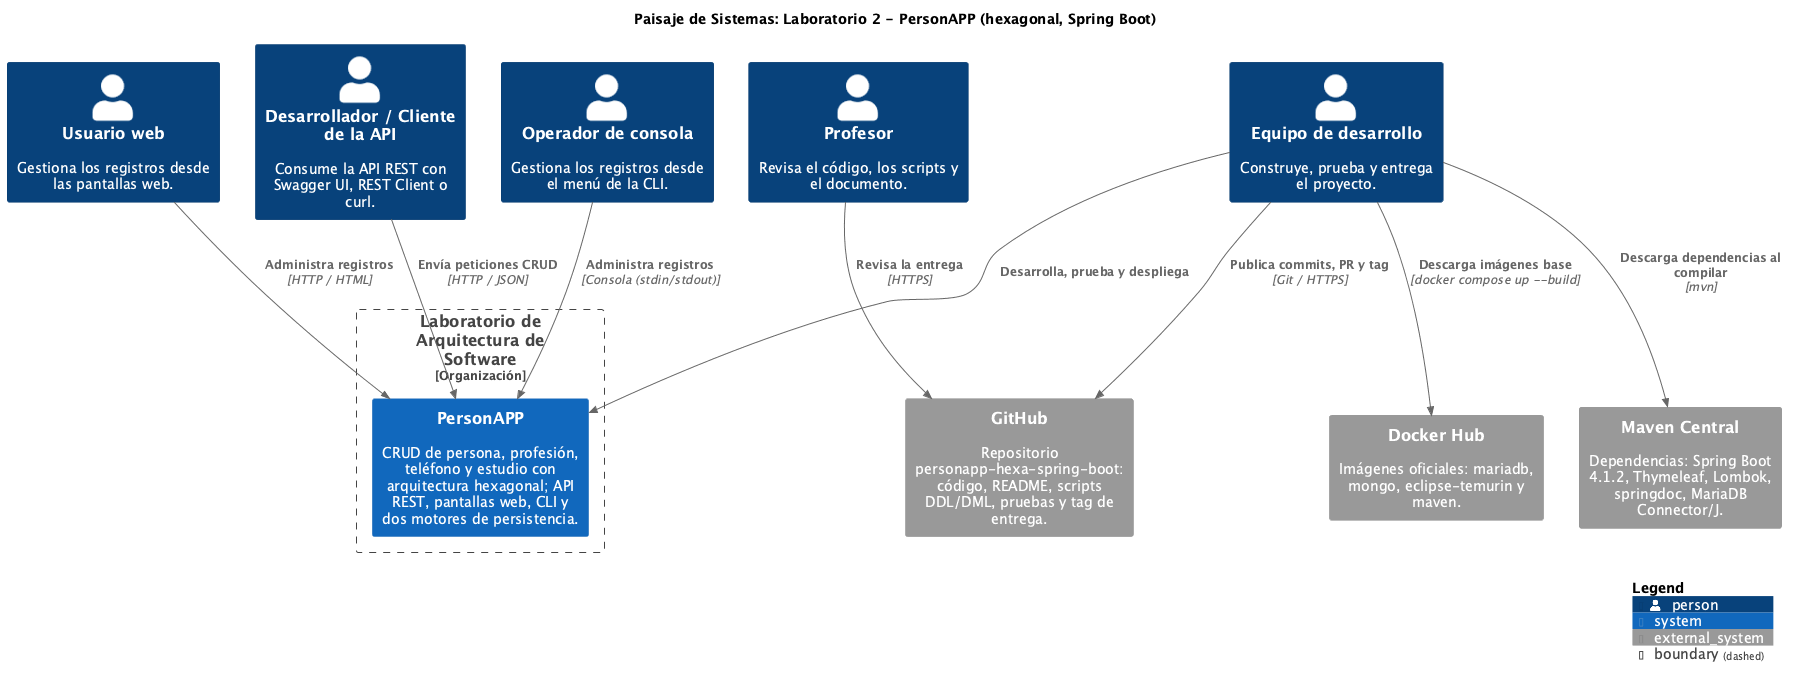 Paisaje de Sistemas: Laboratorio 2 - PersonAPP (hexagonal, Spring Boot)
Usuario web
Gestiona los registros desde
las pantallas web.
Desarrollador / Cliente
de la API
Consume la API REST con
Swagger UI, REST Client o
curl.
Operador de consola
Gestiona los registros desde
el menú de la CLI.
Profesor
Revisa el código, los scripts y
el documento.
Equipo de desarrollo
Construye, prueba y entrega
el proyecto.
Administra registros
[HTTP / HTML]
Envía peticiones CRUD
[HTTP / JSON]
Administra registros
[Consola (stdin/stdout)]
Revisa la entrega
[HTTPS]
Desarrolla, prueba y despliega
Publica commits, PR y tag
[Git / HTTPS]
Descarga imágenes base
[docker compose up --build]
Descarga dependencias al
compilar
[mvn]
Laboratorio de
Arquitectura de
Software
[Organización]
PersonAPP
CRUD de persona, profesión,
teléfono y estudio con
arquitectura hexagonal; API
REST, pantallas web, CLI y
dos motores de persistencia.
GitHub
Repositorio
personapp-hexa-spring-boot:
código, README, scripts
DDL/DML, pruebas y tag de
entrega.
Docker Hub
Imágenes oficiales: mariadb,
mongo, eclipse-temurin y
maven.
Maven Central
Dependencias: Spring Boot
4.1.2, Thymeleaf, Lombok,
springdoc, MariaDB
Connector/J.
Legend
person
system
external_system
boundary (dashed)